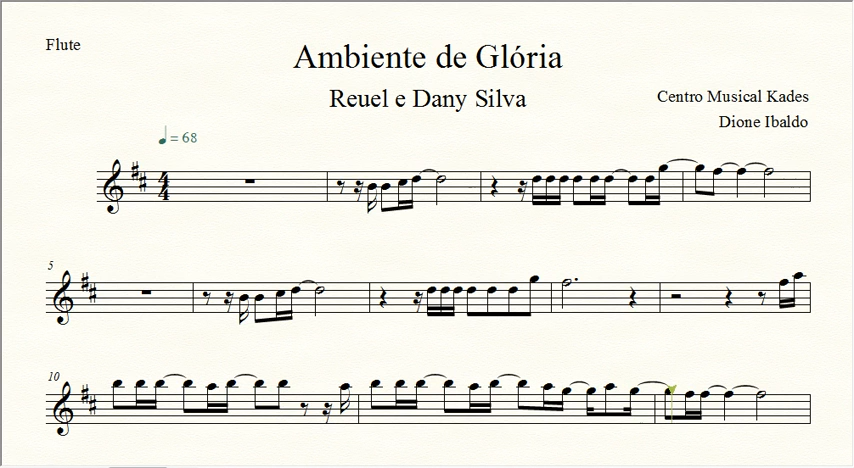 Flute
Ambiente de Glória
Reuel e Dany Silva
Centro Musical Kades
Dione Ibaldo
= 68
4
4
5
10